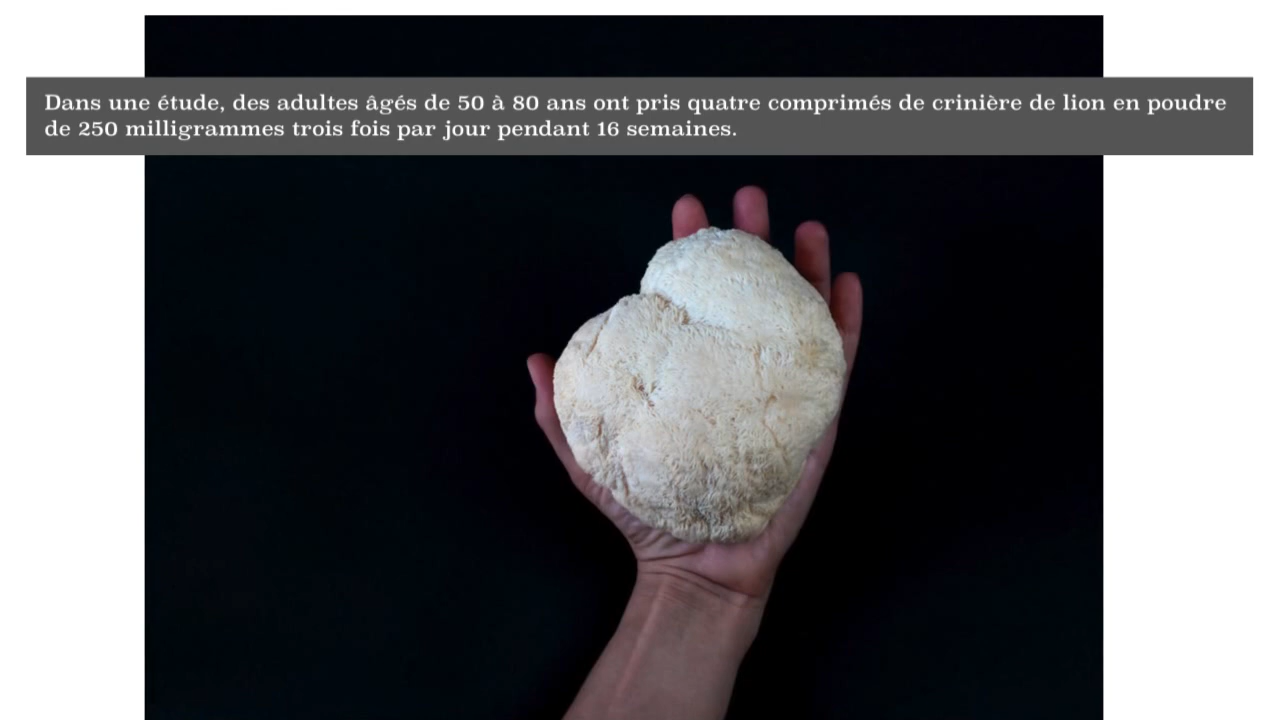 Dans une étude, des adultes âgés de 50 à 80 ans ont pris quatre comprimés de crinière de lion en poudre
de 250 milligrammes trois fois par jour pendant 16 semaines.